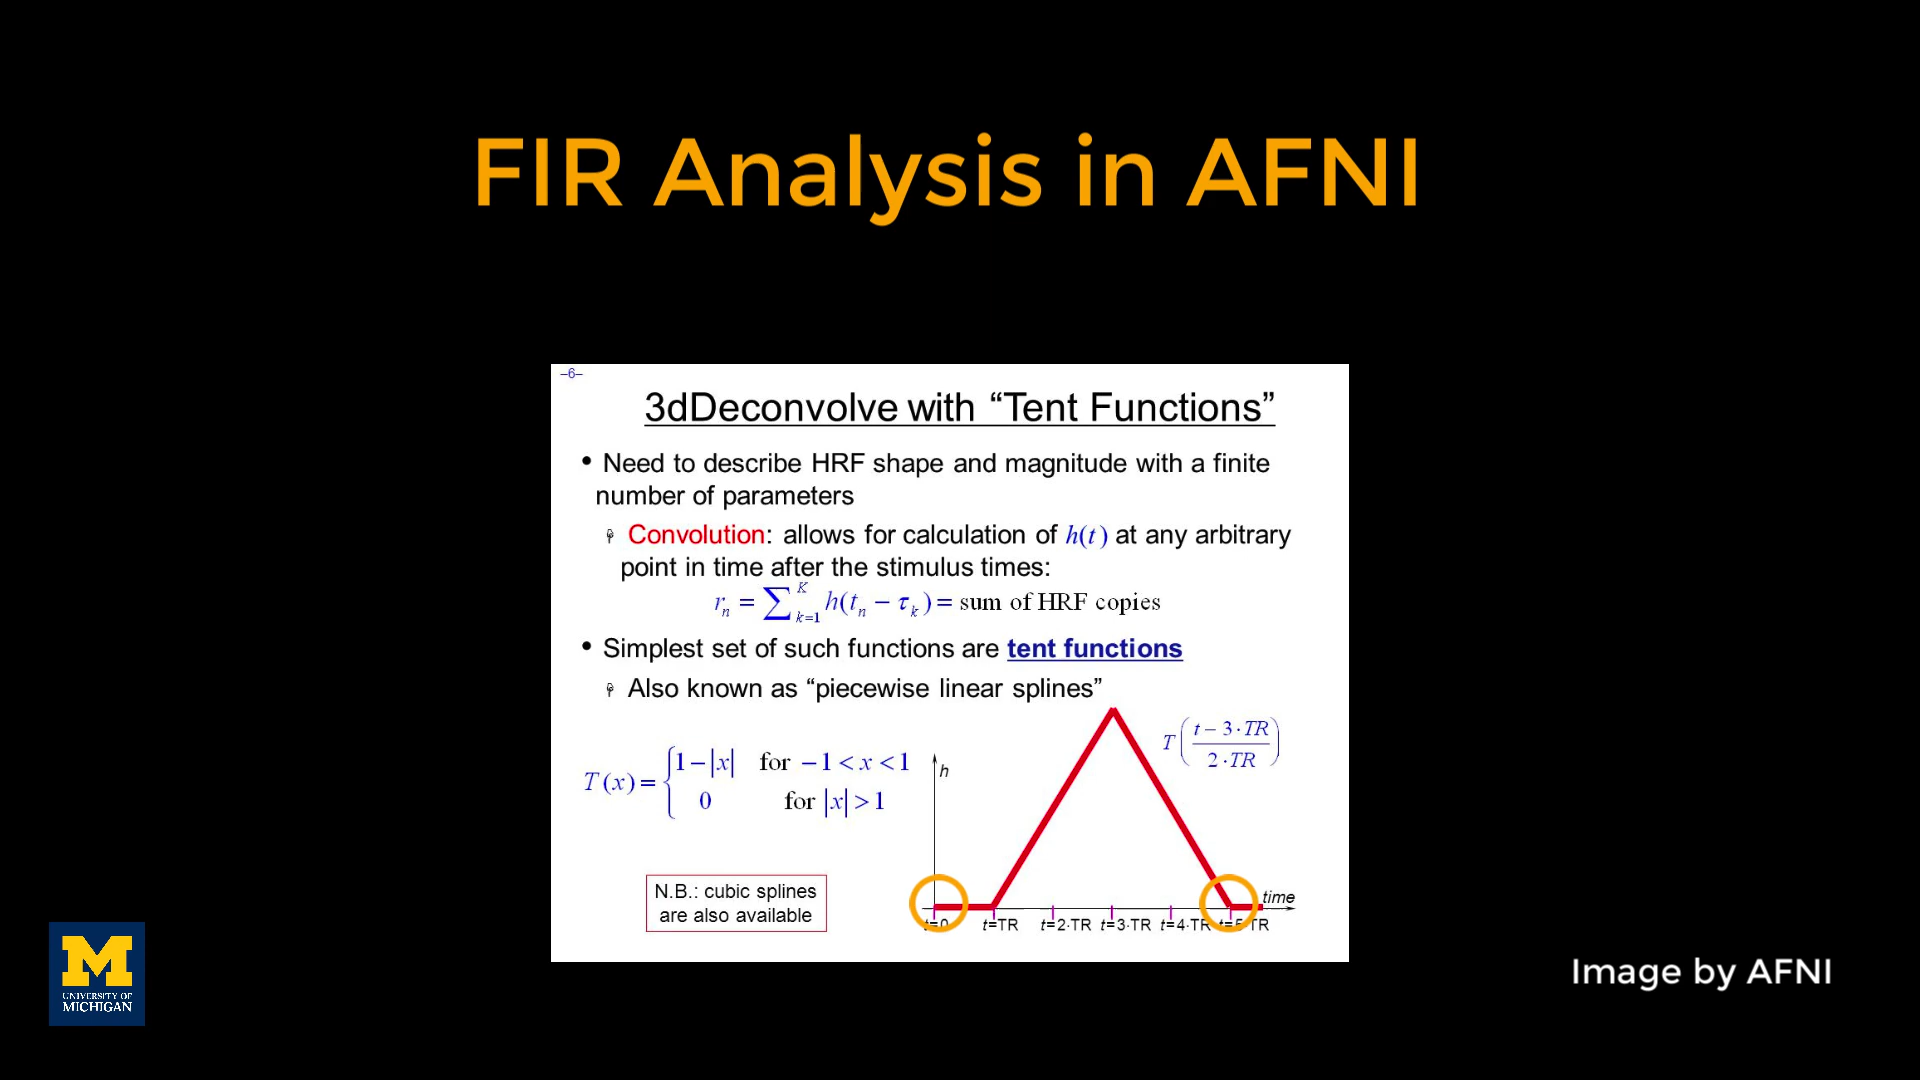 FIR Analysis in AFNI
–6–
3dDeconvolve with “Tent Functions”
• Need to describe HRF shape and magnitude with a finite
number of parameters
Convolution: allows for calculation of h(t) at any arbitrary
point in time after the stimulus times:
r_n = ∑_{k=1}^{K} h(t_n − τ_k) = sum of HRF copies
• Simplest set of such functions are tent functions
Also known as “piecewise linear splines”
T(x) = { 1−|x| for −1<x<1
0 for |x|>1
T( (t−3·TR) / (2·TR) )
h
N.B.: cubic splines
are also available
time
t=0 t=TR t=2·TR t=3·TR t=4·TR t=5·TR
UNIVERSITY OF
MICHIGAN
Image by AFNI